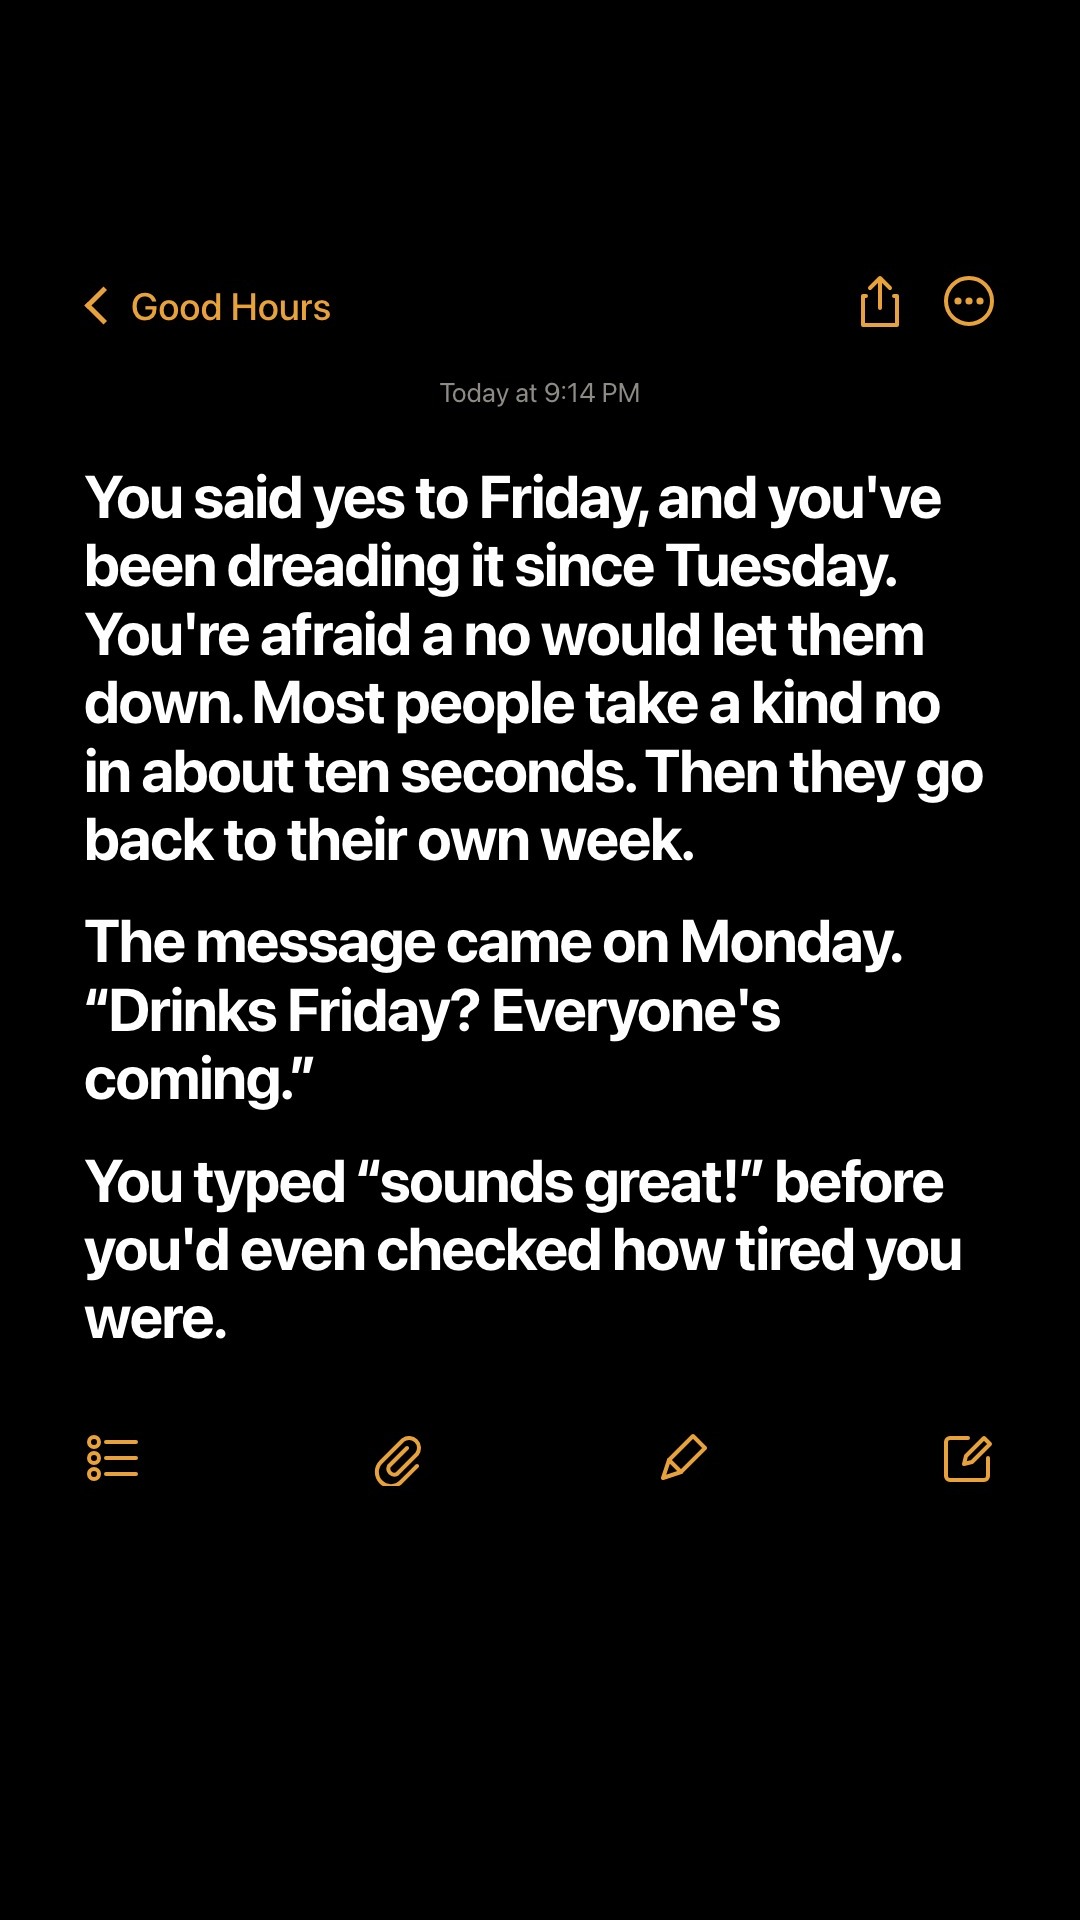 Good Hours
Today at 9:14 PM
You said yes to Friday, and you've
been dreading it since Tuesday.
You're afraid a no would let them
down. Most people take a kind no
in about ten seconds. Then they go
back to their own week.
The message came on Monday.
“Drinks Friday? Everyone's
coming.”
You typed “sounds great!” before
you'd even checked how tired you
were.